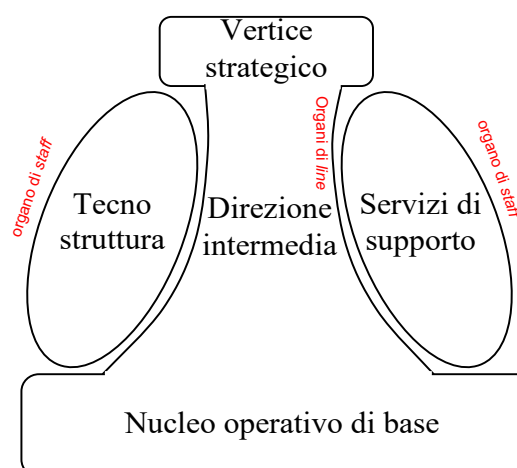 Vertice
strategico
organo di staff
Tecno
struttura
Organi di line
Direzione
intermedia
Servizi di
supporto
organo di staff
Nucleo operativo di base